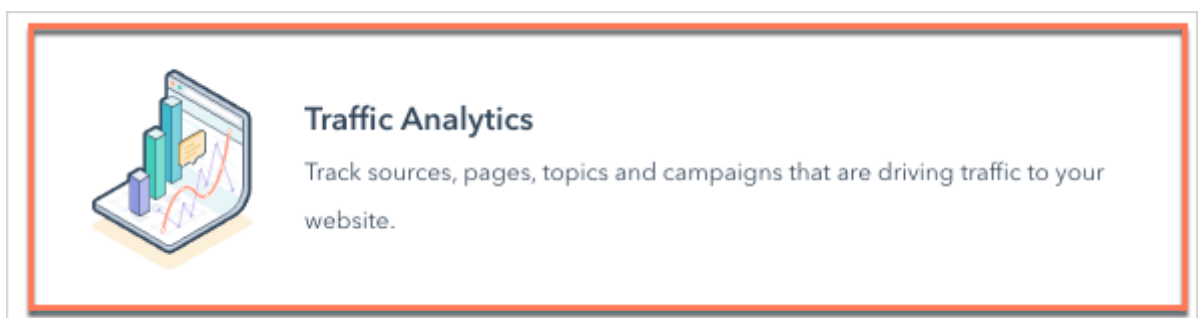 Traffic Analytics
Track sources, pages, topics and campaigns that are driving traffic to your
website.